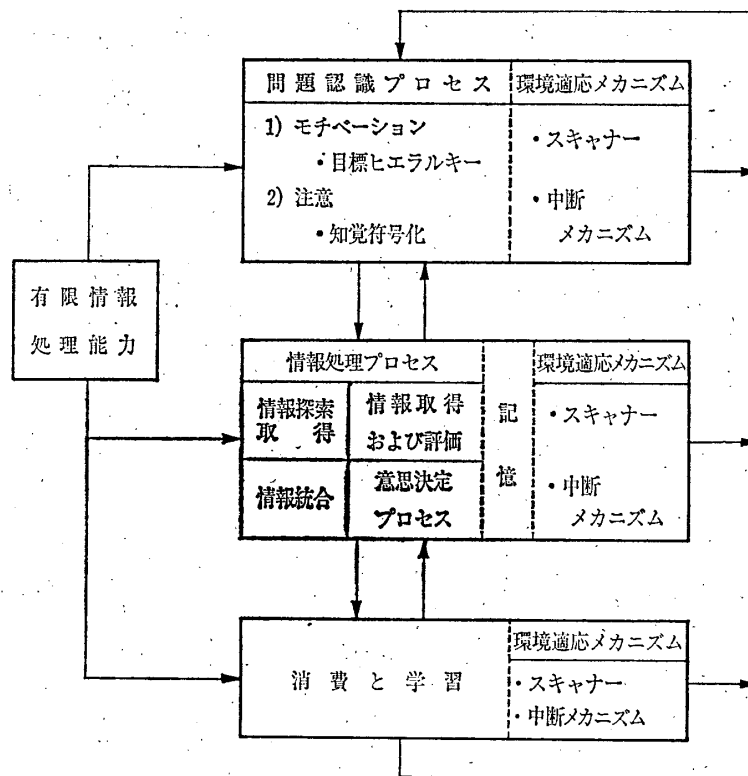 問題認識プロセス
環境適応メカニズム
1) モチベーション
・目標ヒエラルキー
2) 注意
・知覚符号化
・スキャナー
・中断
メカニズム
有限情報
処理能力
情報処理プロセス
情報探索
取得
情報取得
および評価
情報統合
意思決定
プロセス
記
憶
環境適応メカニズム
・スキャナー
・中断
メカニズム
消費と学習
環境適応メカニズム
・スキャナー
・中断メカニズム